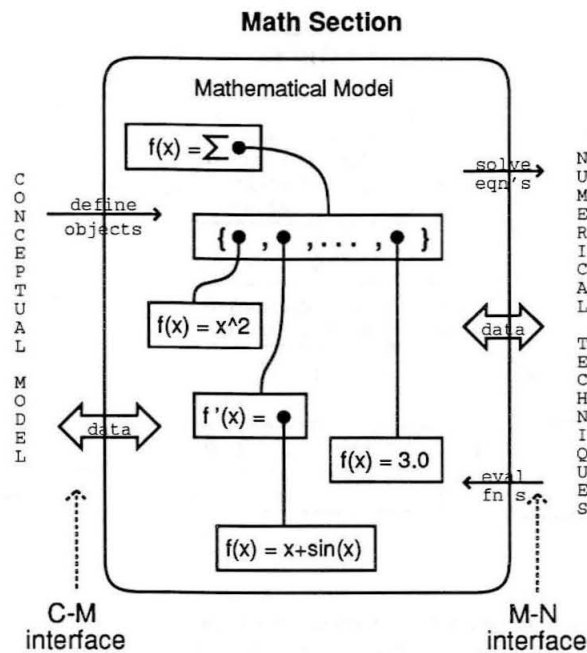 Math Section
Mathematical Model
f(x) = ∑
CONCEPTUAL MODEL
define
objects
{ , , . . . , }
f(x) = x^2
f'(x) =
data
f(x) = 3.0
f(x) = x+sin(x)
solve
eqn's
data
eval
fn's
NUMERICAL TECHNIQUES
C-M
interface
M-N
interface